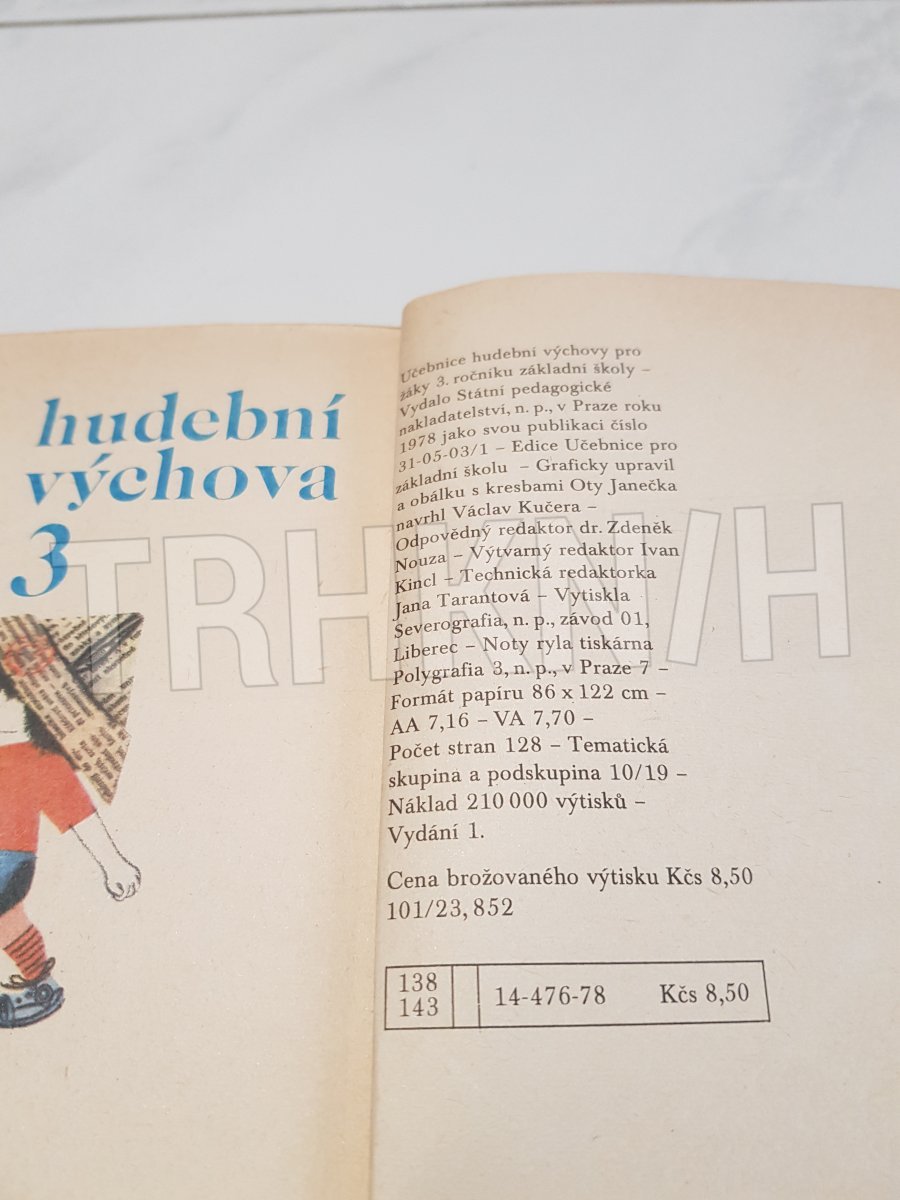 hudební
výchova
3
Učebnice hudební výchovy pro
žáky 3. ročníku základní školy –
Vydalo Státní pedagogické
nakladatelství, n. p., v Praze roku
1978 jako svou publikaci číslo
31-05-03/1 – Edice Učebnice pro
základní školu – Graficky upravil
a obálku s kresbami Oty Janečka
navrhl Václav Kučera –
Odpovědný redaktor dr. Zdeněk
Nouza – Výtvarný redaktor Ivan
Kincl – Technická redaktorka
Jana Tarantová – Vytiskla
Severografia, n. p., závod 01,
Liberec – Noty ryla tiskárna
Polygrafia 3, n. p., v Praze 7 –
Formát papíru 86 x 122 cm –
AA 7,16 – VA 7,70 –
Počet stran 128 – Tematická
skupina a podskupina 10/19 –
Náklad 210 000 výtisků –
Vydání 1.
Cena brožovaného výtisku Kčs 8,50
101/23, 852
138
143
14-476-78 Kčs 8,50
TRHKNIH